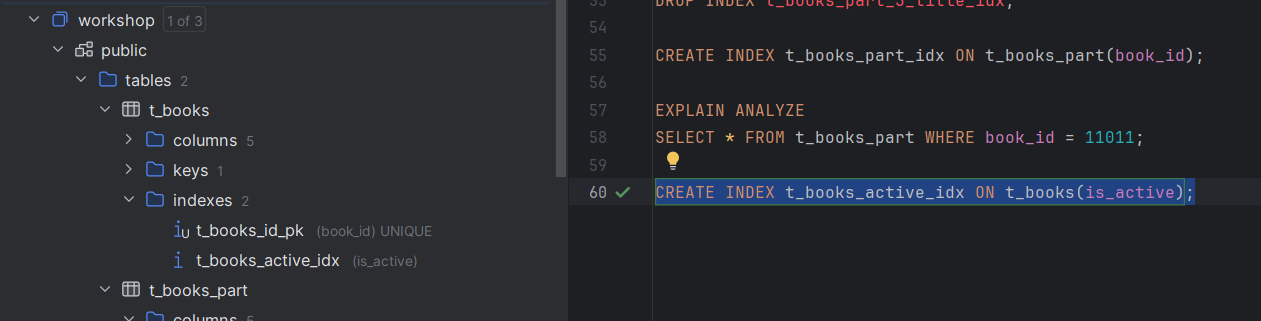 workshop 1 of 3
public
tables 2
t_books
columns 5
keys 1
indexes 2
t_books_id_pk (book_id) UNIQUE
t_books_active_idx (is_active)
t_books_part
columns 5
53 DROP INDEX t_books_part_3_title_idx;
54
55 CREATE INDEX t_books_part_idx ON t_books_part(book_id);
56
57 EXPLAIN ANALYZE
58 SELECT * FROM t_books_part WHERE book_id = 11011;
59
60 CREATE INDEX t_books_active_idx ON t_books(is_active);